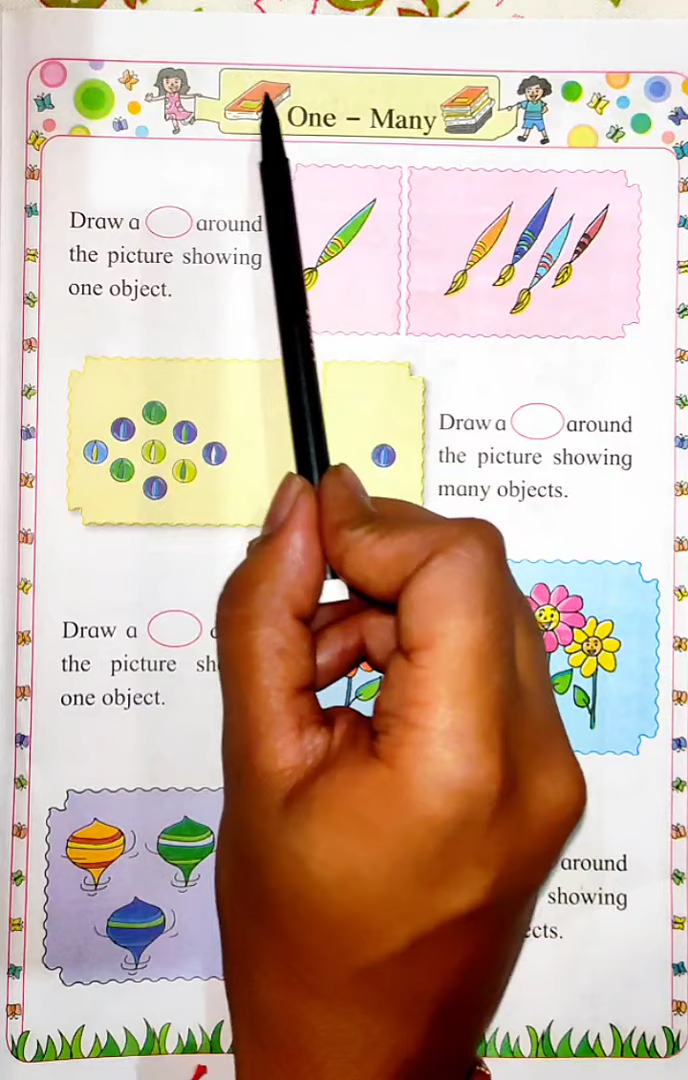 One – Many
Draw a around
the picture showing
one object.
Draw a around
the picture showing
many objects.
Draw a
the picture
one object.
around
showing